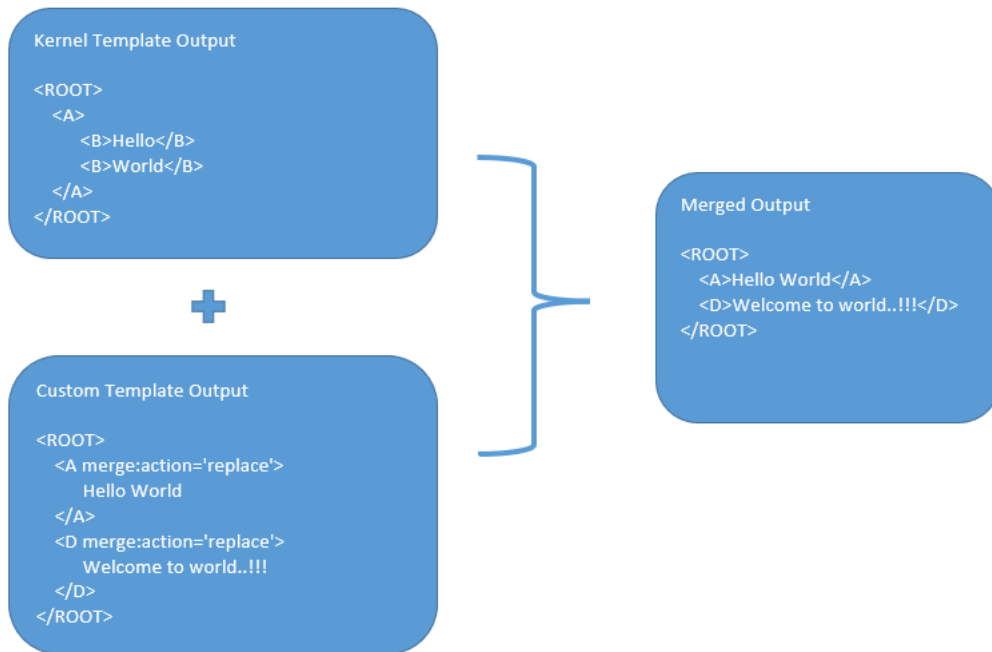 Kernel Template Output
<ROOT>
<A>
<B>Hello</B>
<B>World</B>
</A>
</ROOT>
Custom Template Output
<ROOT>
<A merge:action='replace'>
Hello World
</A>
<D merge:action='replace'>
Welcome to world..!!!
</D>
</ROOT>
Merged Output
<ROOT>
<A>Hello World</A>
<D>Welcome to world..!!!</D>
</ROOT>